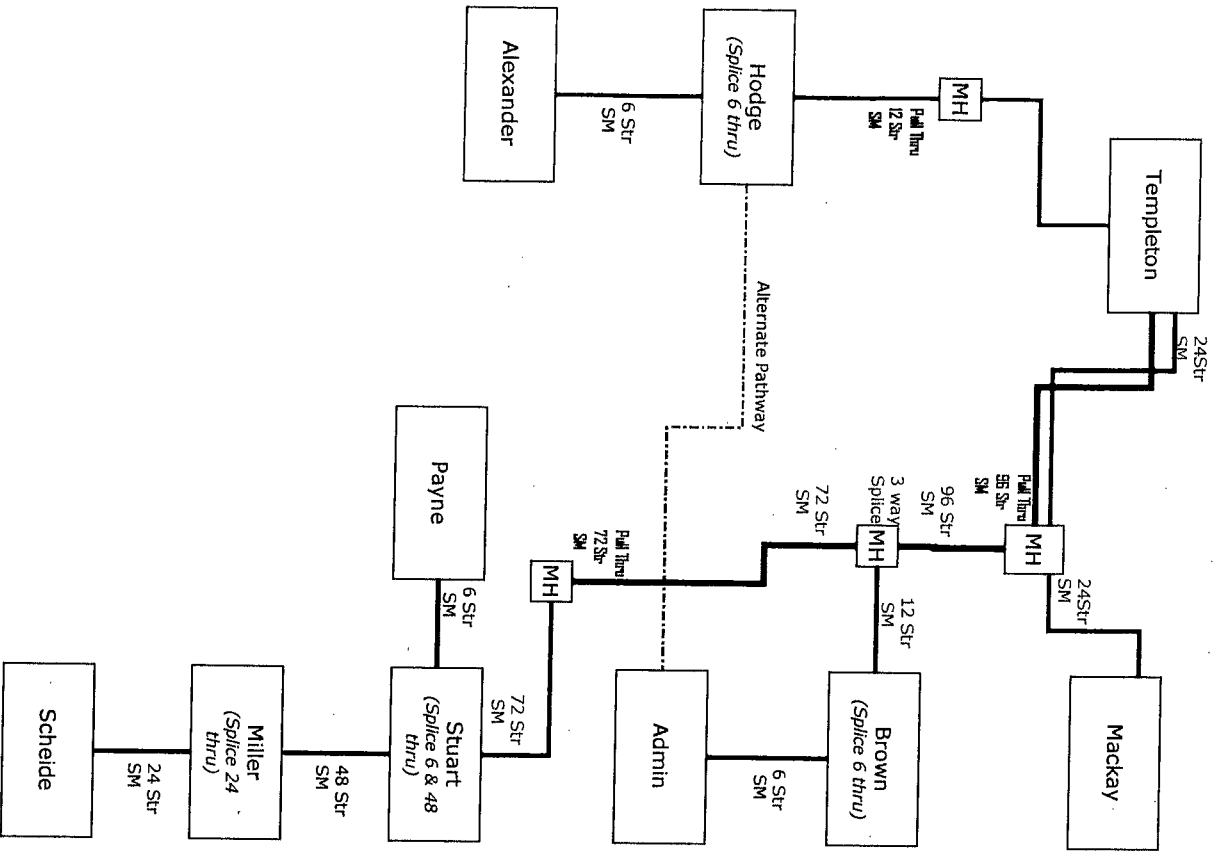 Templeton
24Str
SM
Mackay
24Str
SM
MH
Pull Thru
96 Str
SM
MH
Pull Thru
12 Str
SM
96 Str
SM
3 way
Splice
MH
12 Str
SM
Brown
(Splice 6 thru)
72 Str
SM
Hodge
(Splice 6 thru)
Alternate Pathway
6 Str
SM
Admin
Pull Thru
72 Str
SM
MH
6 Str
SM
Alexander
72 Str
SM
Payne
6 Str
SM
Stuart
(Splice 6 & 48
thru)
48 Str
SM
Miller
(Splice 24
thru)
24 Str
SM
Scheide